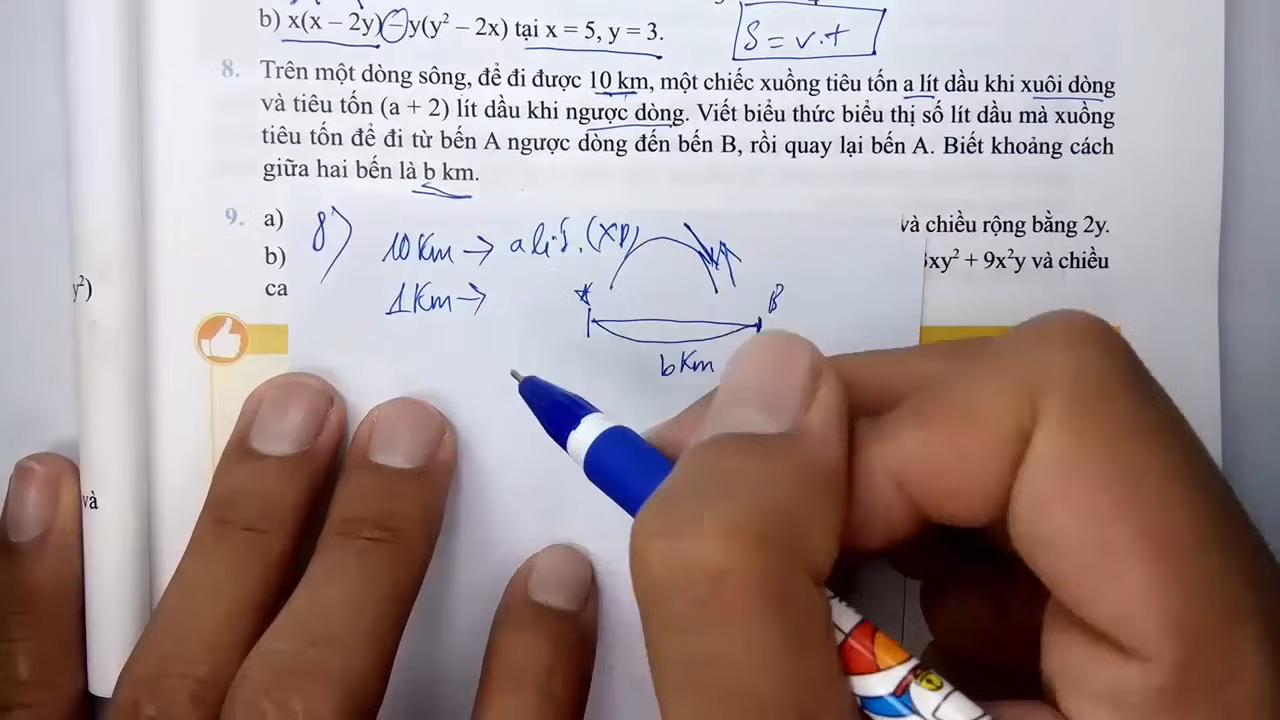 b) x(x – 2y) – y(y² – 2x) tại x = 5, y = 3.
S = v.t
8. Trên một dòng sông, để đi được 10 km, một chiếc xuồng tiêu tốn a lít dầu khi xuôi dòng
và tiêu tốn (a + 2) lít dầu khi ngược dòng. Viết biểu thức biểu thị số lít dầu mà xuồng
tiêu tốn để đi từ bến A ngược dòng đến bến B, rồi quay lại bến A. Biết khoảng cách
giữa hai bến là b km.
9. a)
và chiều rộng bằng 2y.
b)
xy² + 9x²y và chiều
ca
8)
10 Km → a (XD)
1 Km →
B
b Km
y²)
và